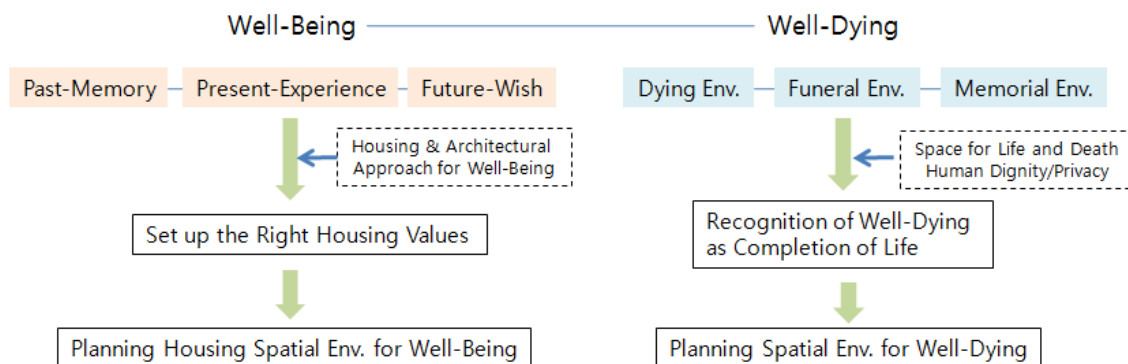 Well-Being
Well-Dying
Past-Memory
Present-Experience
Future-Wish
Dying Env.
Funeral Env.
Memorial Env.
Housing & Architectural
Approach for Well-Being
Space for Life and Death
Human Dignity/Privacy
Set up the Right Housing Values
Recognition of Well-Dying
as Completion of Life
Planning Housing Spatial Env. for Well-Being
Planning Spatial Env. for Well-Dying